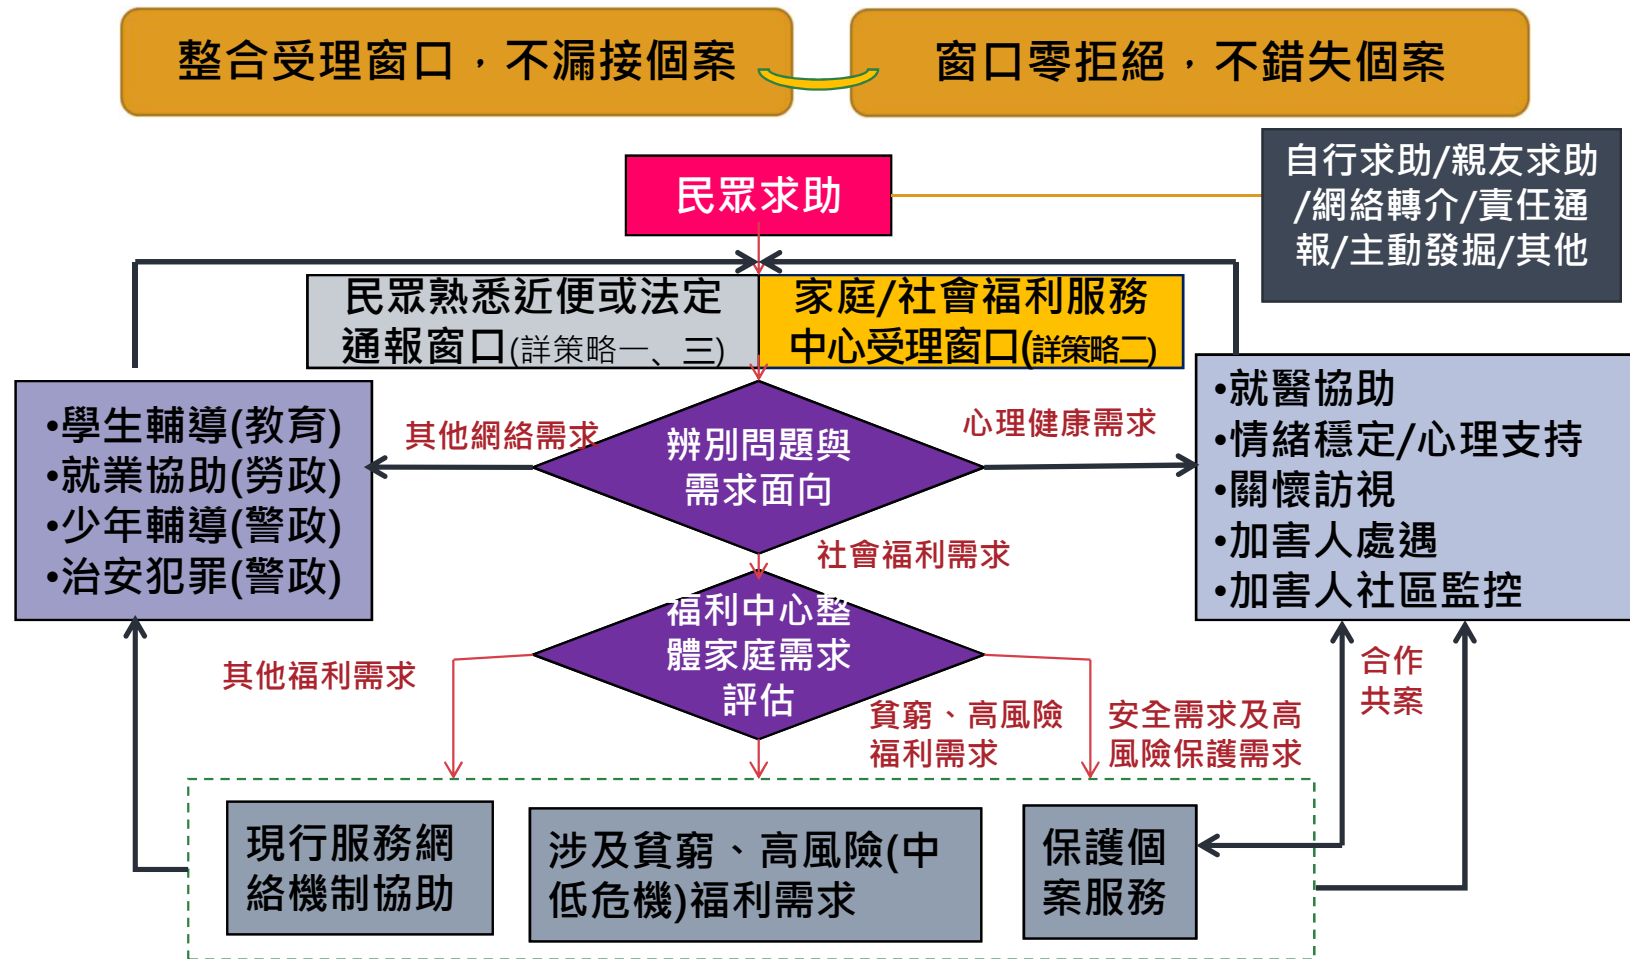 整合受理窗口，不漏接個案
窗口零拒絕，不錯失個案
民眾求助
自行求助/親友求助
/網絡轉介/責任通
報/主動發掘/其他
民眾熟悉近便或法定
通報窗口(詳策略一、三)
家庭/社會福利服務
中心受理窗口(詳策略二)
•學生輔導(教育)
•就業協助(勞政)
•少年輔導(警政)
•治安犯罪(警政)
其他網絡需求
辨別問題與
需求面向
心理健康需求
•就醫協助
•情緒穩定/心理支持
•關懷訪視
•加害人處遇
•加害人社區監控
社會福利需求
福利中心整
體家庭需求
評估
其他福利需求
貧窮、高風險
福利需求
安全需求及高
風險保護需求
合作
共案
現行服務網
絡機制協助
涉及貧窮、高風險(中
低危機)福利需求
保護個
案服務